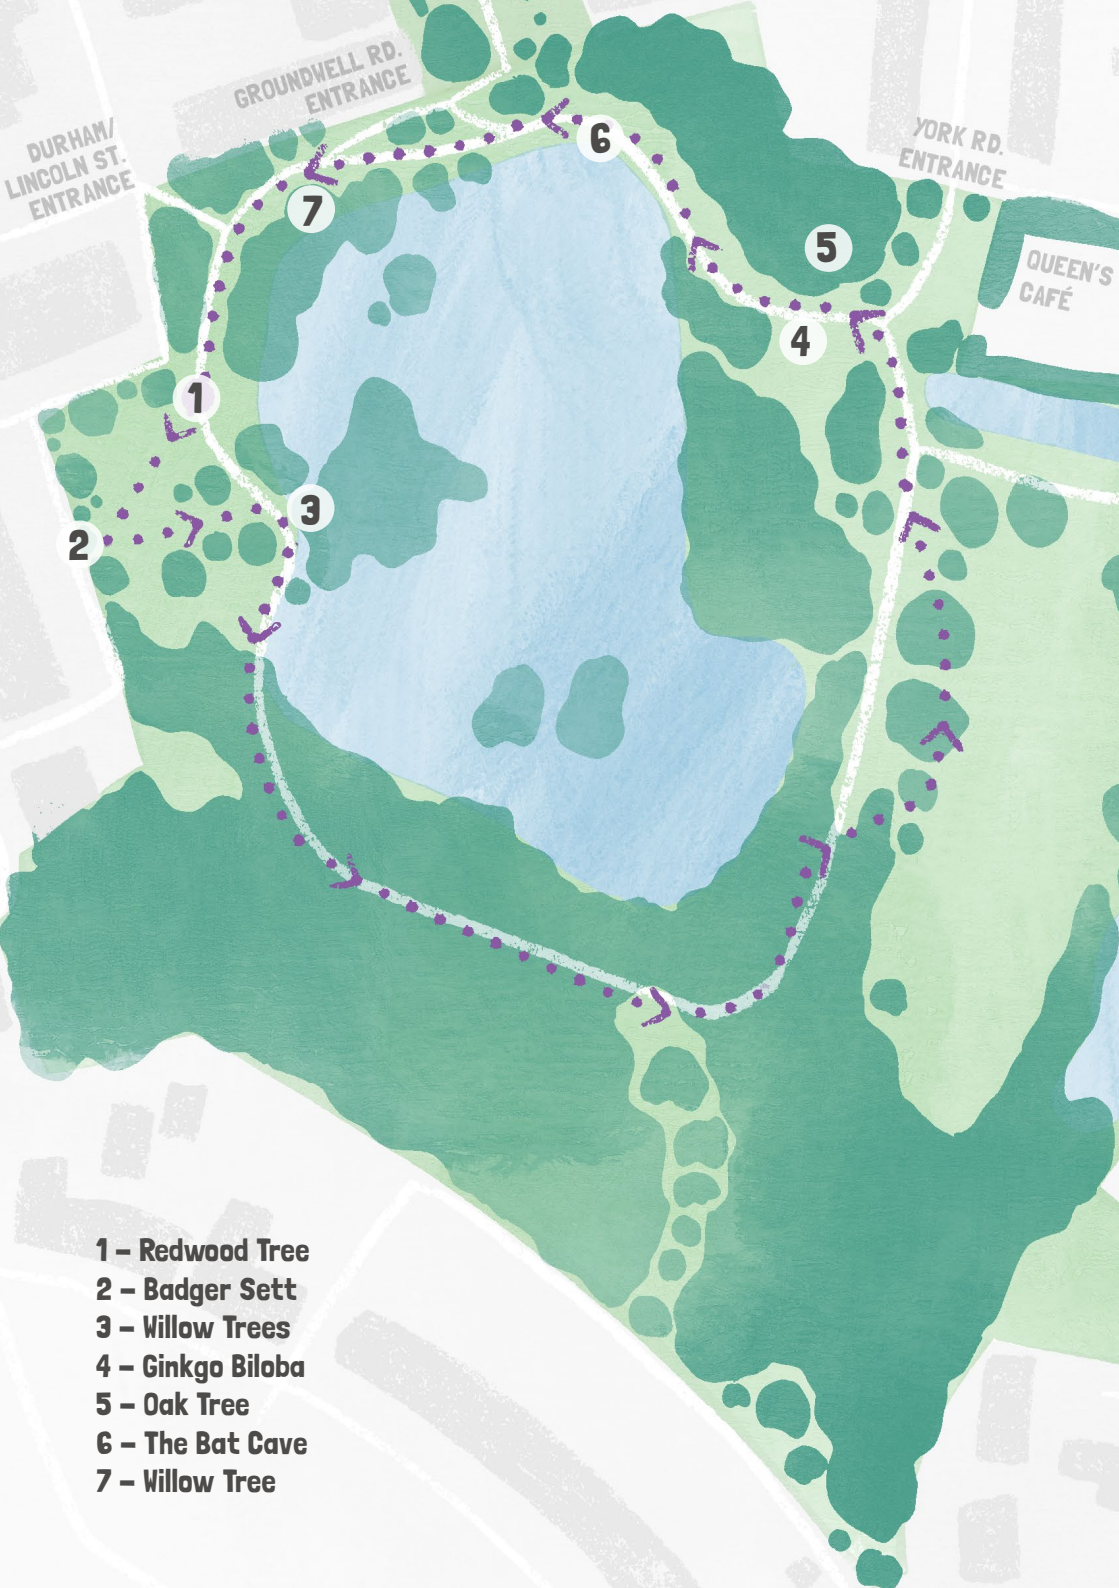 GROUNDWELL RD.
ENTRANCE
DURHAM/
LINCOLN ST.
ENTRANCE
YORK RD.
ENTRANCE
QUEEN'S
CAFÉ
6
7
5
4
1
3
2
1 – Redwood Tree
2 – Badger Sett
3 – Willow Trees
4 – Ginkgo Biloba
5 – Oak Tree
6 – The Bat Cave
7 – Willow Tree